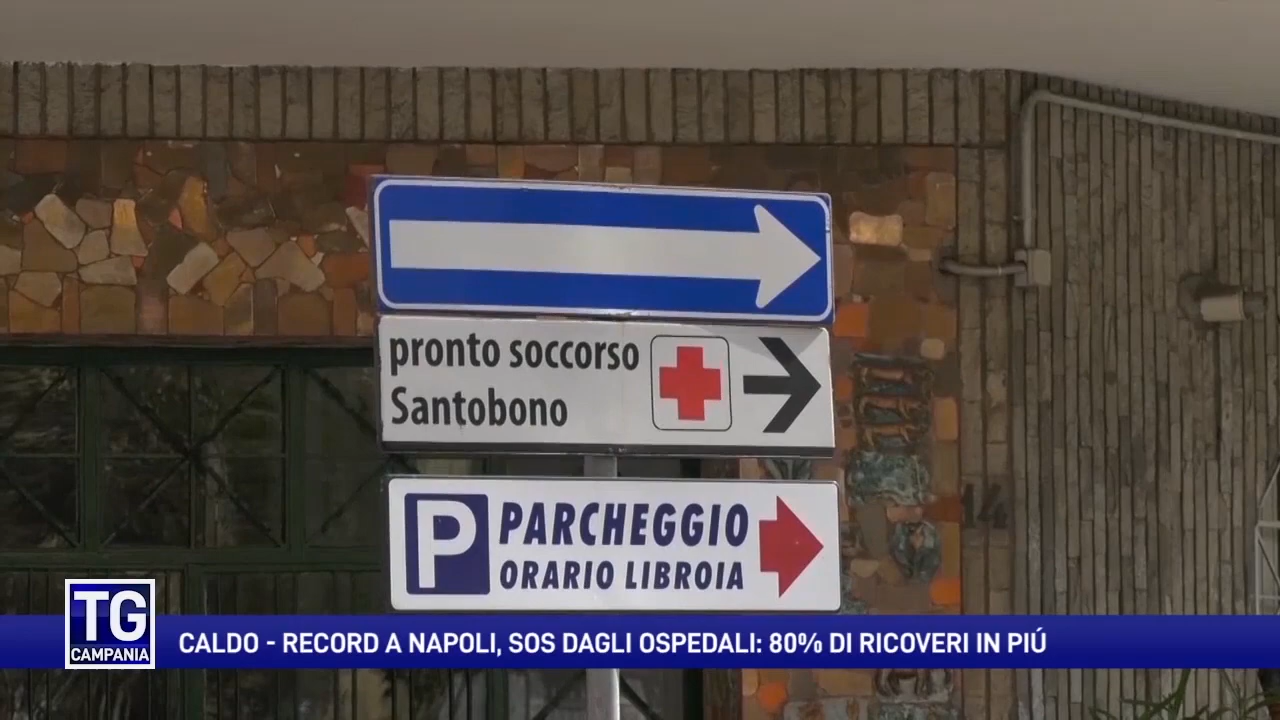 pronto soccorso
Santobono
P PARCHEGGIO
ORARIO LIBROIA
14
TG
CAMPANIA
CALDO - RECORD A NAPOLI, SOS DAGLI OSPEDALI: 80% DI RICOVERI IN PIÚ